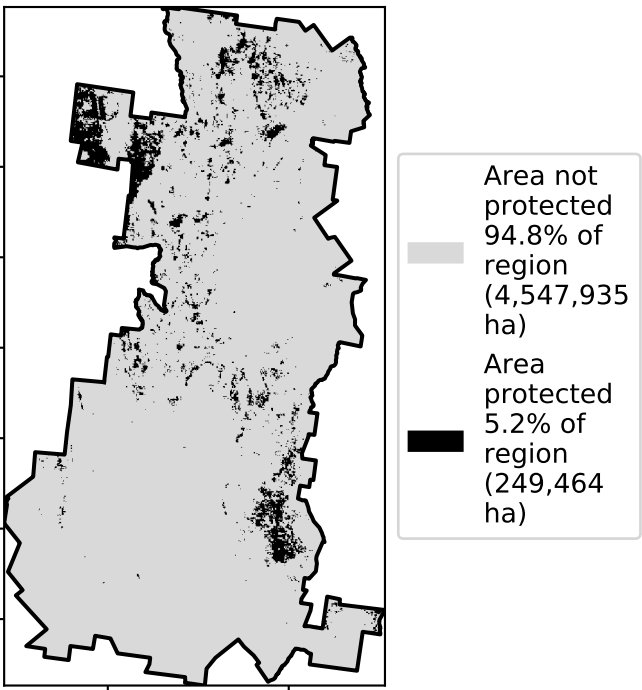 Area not
protected
94.8% of
region
(4,547,935
ha)
Area
protected
5.2% of
region
(249,464
ha)